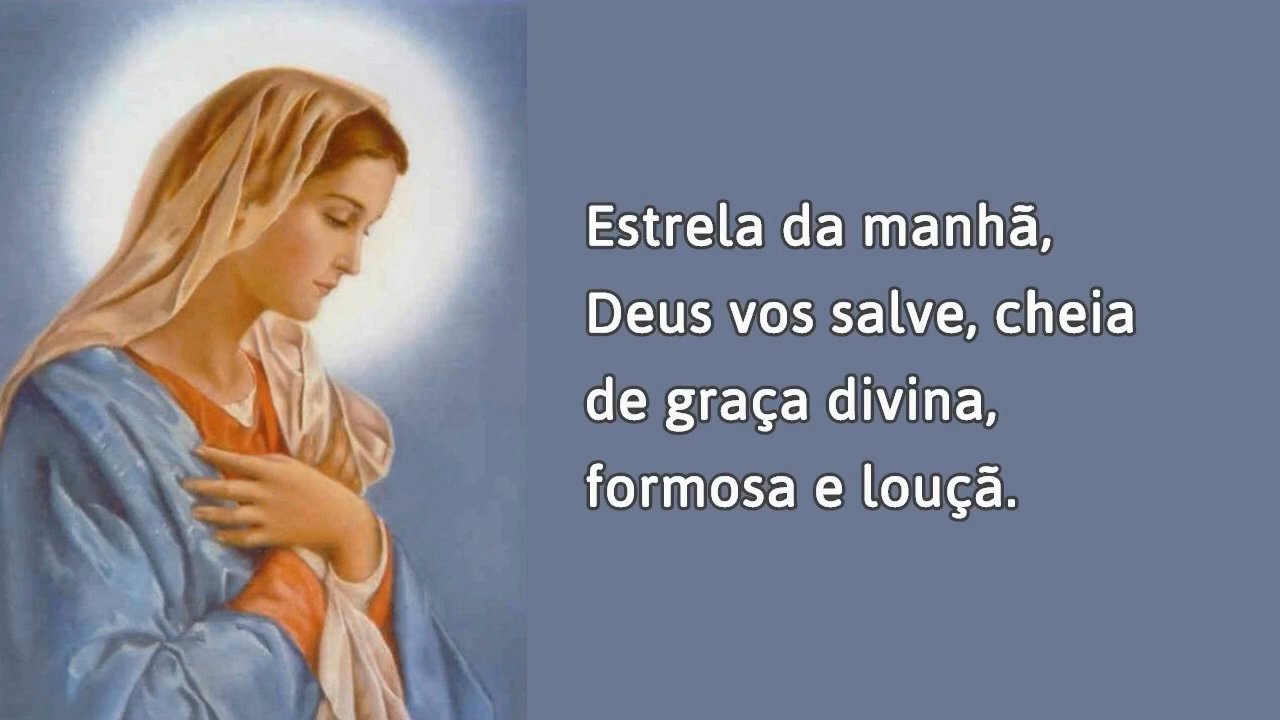 Estrela da manhã,
Deus vos salve, cheia
de graça divina,
formosa e louçã.